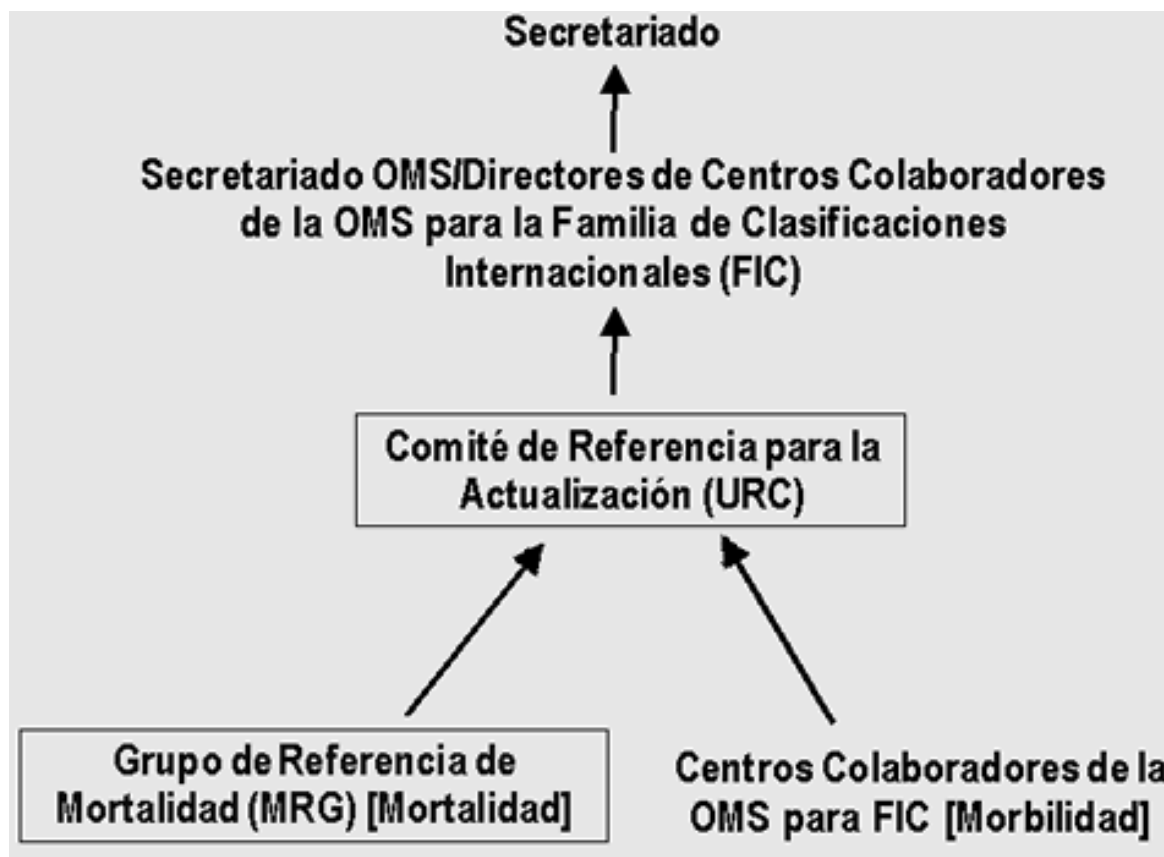 Secretariado
Secretariado OMS/Directores de Centros Colaboradores
de la OMS para la Familia de Clasificaciones
Internacionales (FIC)
Comité de Referencia para la
Actualización (URC)
Grupo de Referencia de
Mortalidad (MRG) [Mortalidad]
Centros Colaboradores de la
OMS para FIC [Morbilidad]